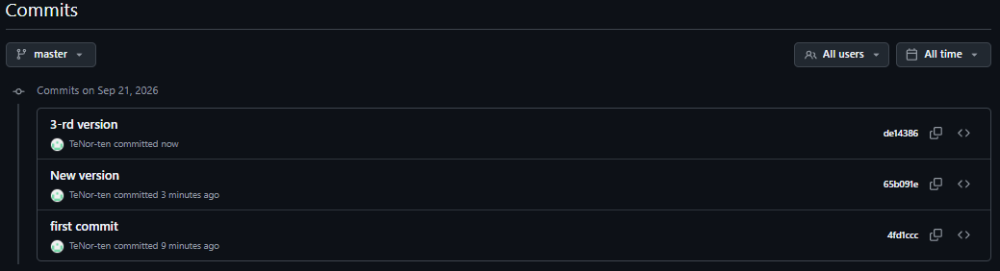 Commits
master
All users
All time
Commits on Sep 21, 2026
3-rd version
TeNor-ten committed now
de14386
New version
TeNor-ten committed 3 minutes ago
65b091e
first commit
TeNor-ten committed 9 minutes ago
4fd1ccc